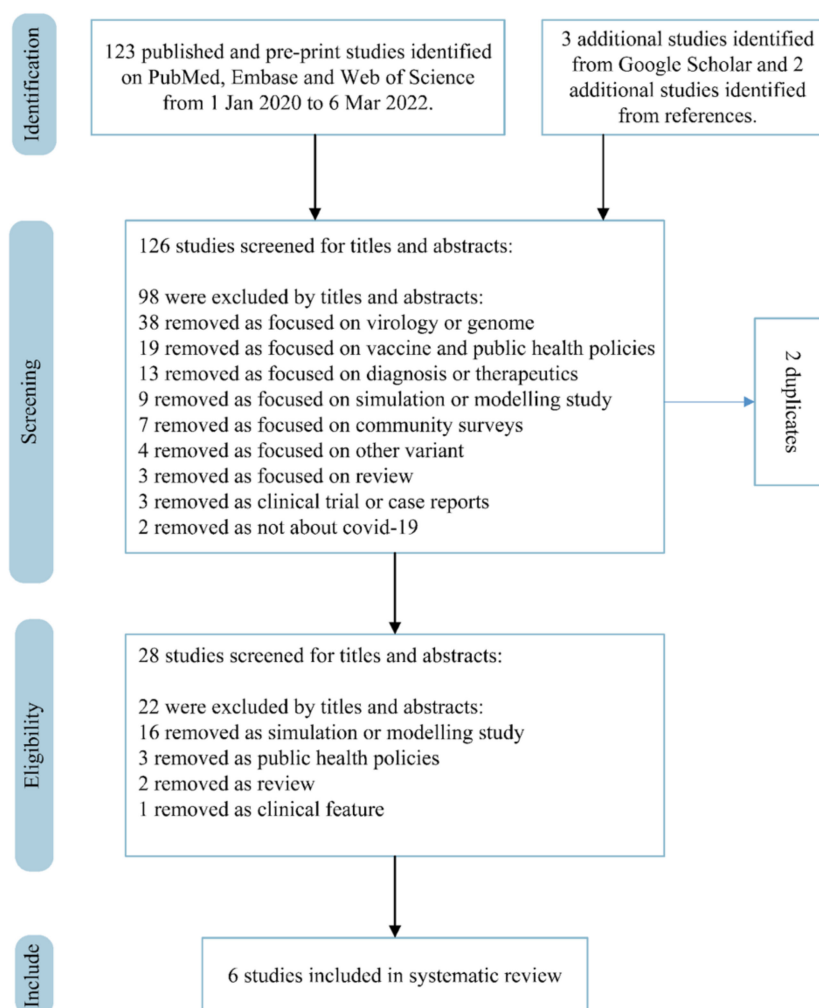 Identification
123 published and pre-print studies identified
on PubMed, Embase and Web of Science
from 1 Jan 2020 to 6 Mar 2022.
3 additional studies identified
from Google Scholar and 2
additional studies identified
from references.
Screening
126 studies screened for titles and abstracts:
98 were excluded by titles and abstracts:
38 removed as focused on virology or genome
19 removed as focused on vaccine and public health policies
13 removed as focused on diagnosis or therapeutics
9 removed as focused on simulation or modelling study
7 removed as focused on community surveys
4 removed as focused on other variant
3 removed as focused on review
3 removed as clinical trial or case reports
2 removed as not about covid-19
2 duplicates
Eligibility
28 studies screened for titles and abstracts:
22 were excluded by titles and abstracts:
16 removed as simulation or modelling study
3 removed as public health policies
2 removed as review
1 removed as clinical feature
Include
6 studies included in systematic review